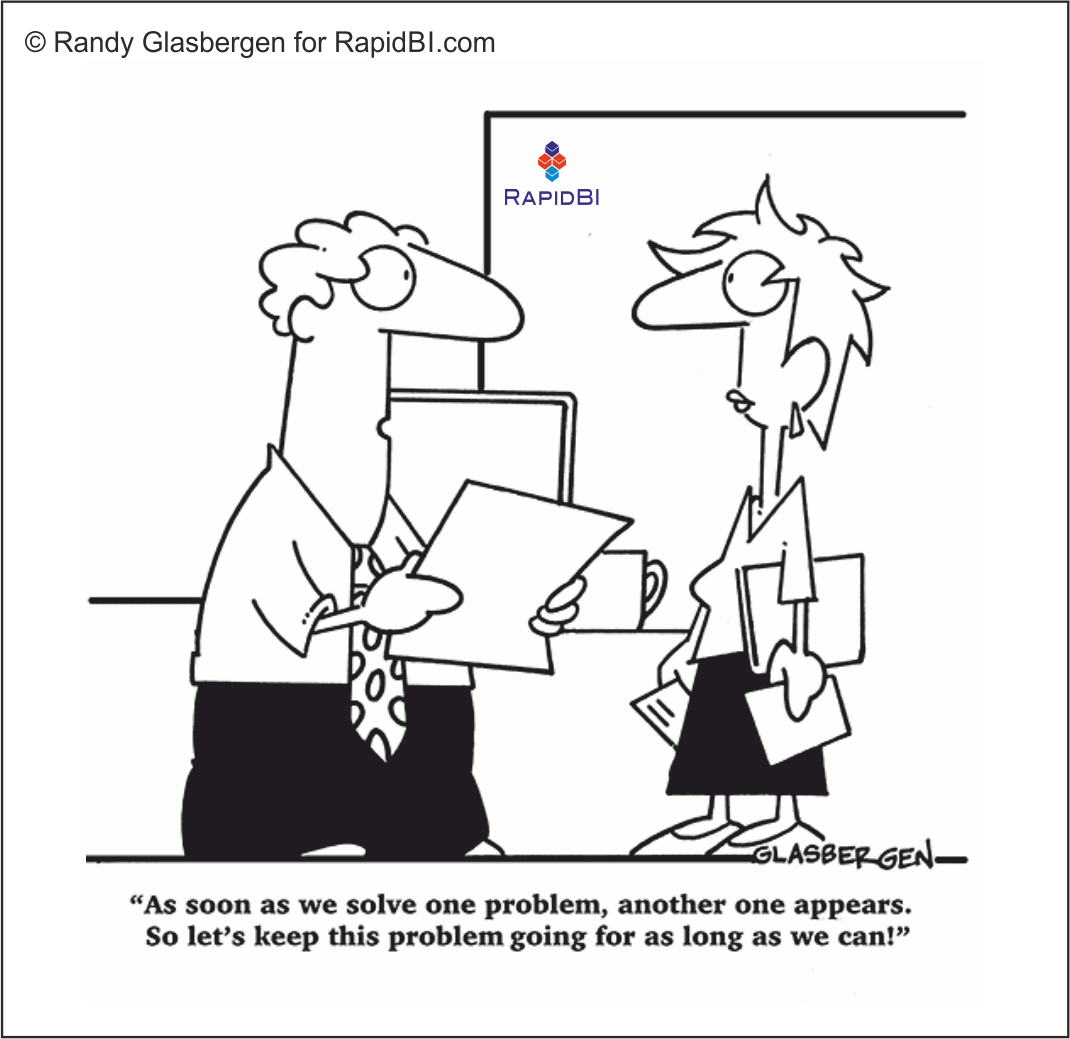 © Randy Glasbergen for RapidBI.com
RAPIDBI
GLASBERGEN
“As soon as we solve one problem, another one appears.
So let’s keep this problem going for as long as we can!”